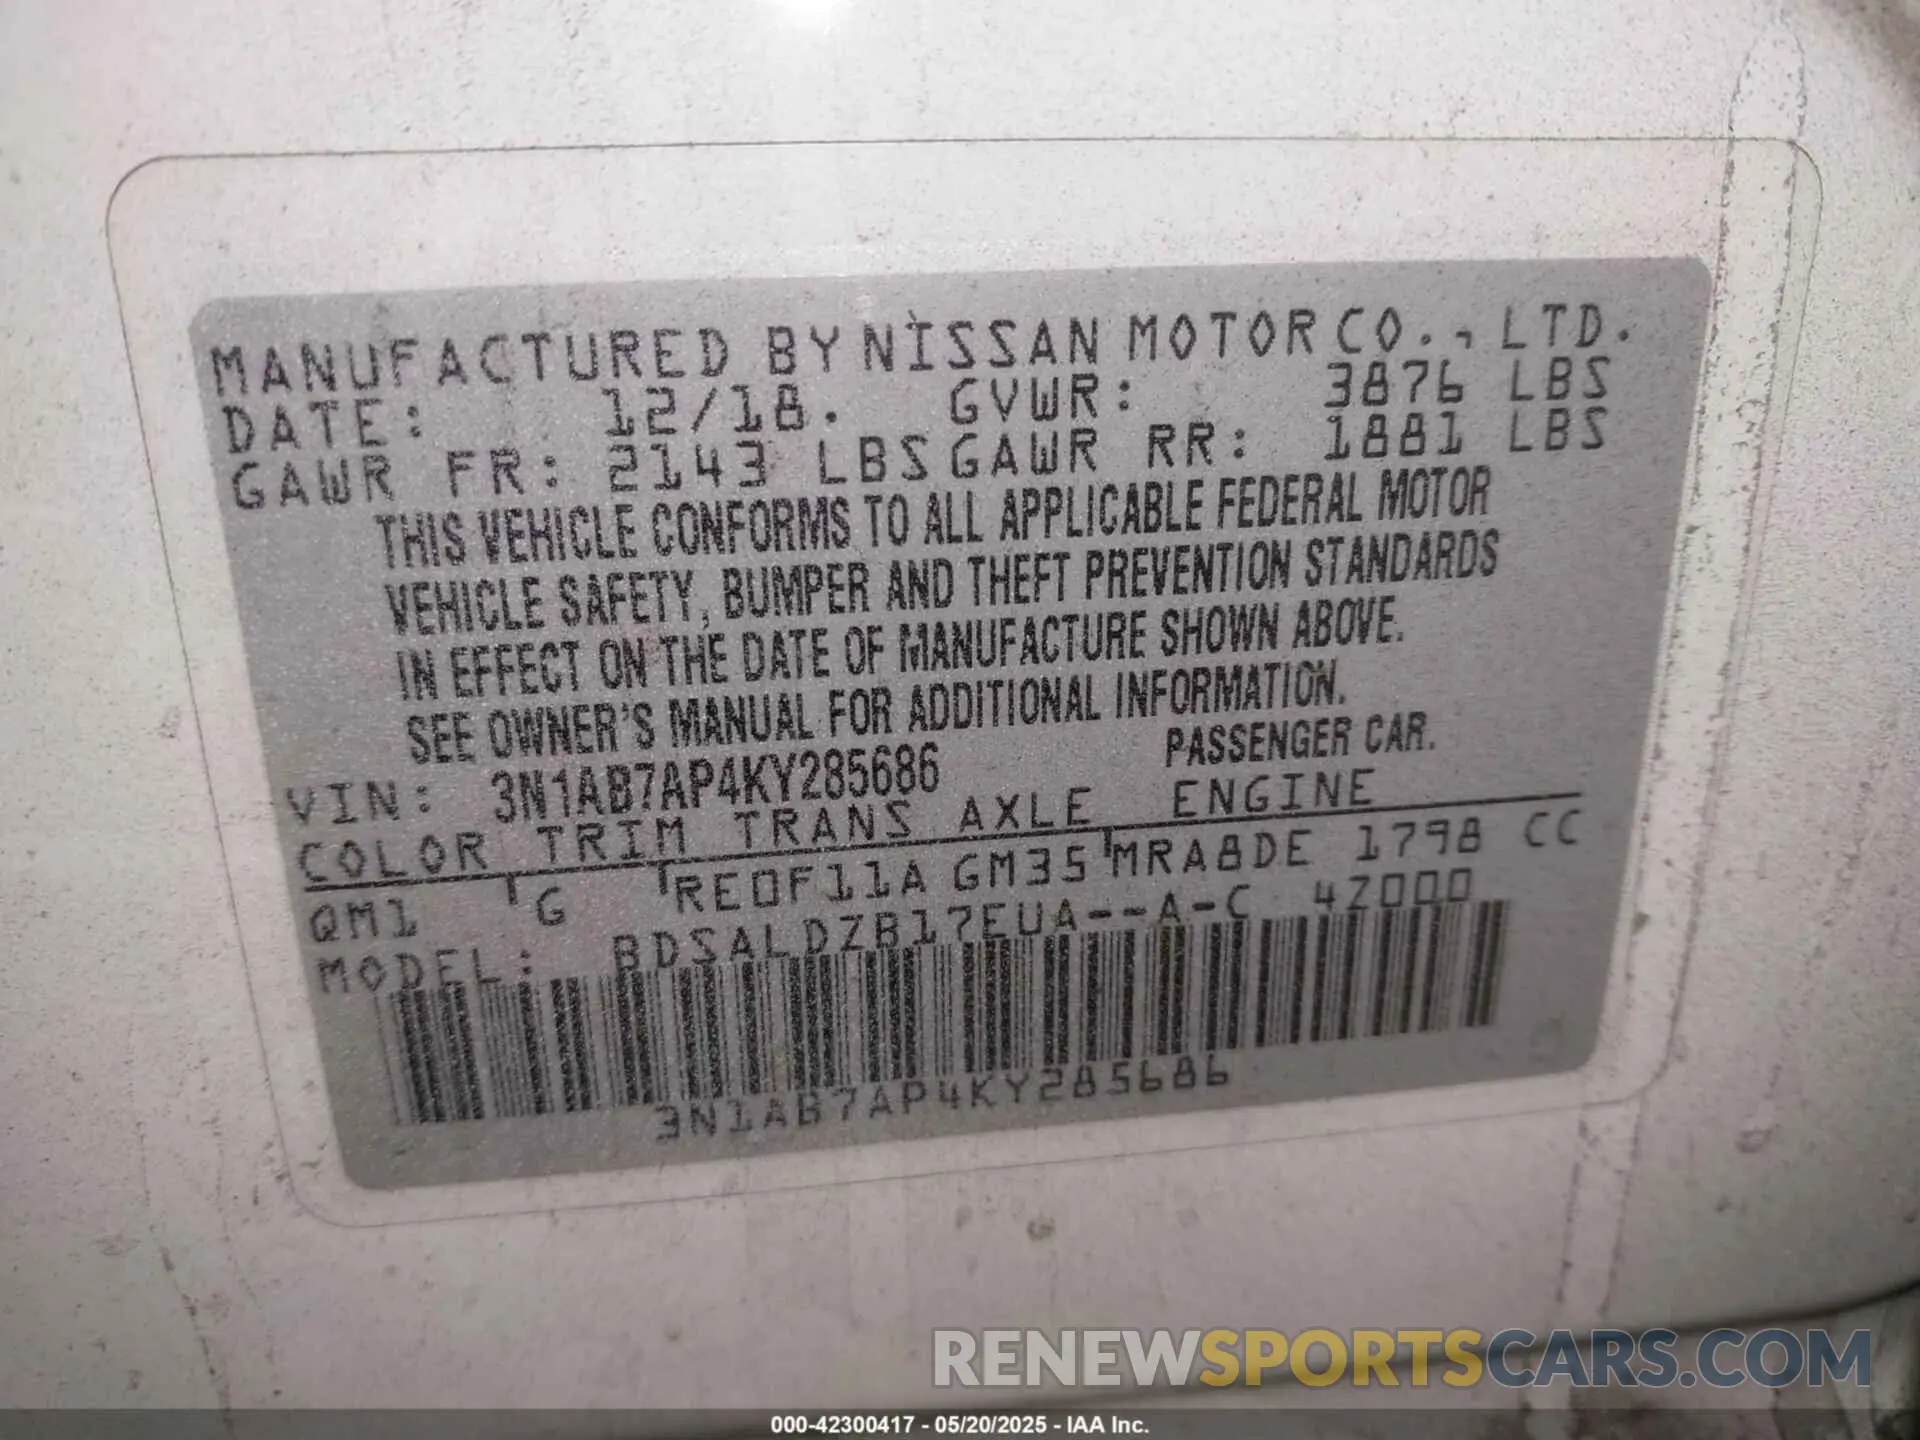 MANUFACTURED BY NISSAN MOTOR CO., LTD.
DATE: 12/18. GVWR: 3876 LBS
GAWR FR: 2143 LBS GAWR RR: 1881 LBS
THIS VEHICLE CONFORMS TO ALL APPLICABLE FEDERAL MOTOR
VEHICLE SAFETY, BUMPER AND THEFT PREVENTION STANDARDS
IN EFFECT ON THE DATE OF MANUFACTURE SHOWN ABOVE.
SEE OWNER'S MANUAL FOR ADDITIONAL INFORMATION.
VIN: 3N1AB7AP4KY285686 PASSENGER CAR.
COLOR TRIM TRANS AXLE ENGINE
QM1 G RE0F11A GM35 MRA8DE 1798 CC
MODEL: BDSALDZB17EUA--A-C 4Z000
3N1AB7AP4KY285686
RENEWSPORTSCARS.COM
000-42300417 - 05/20/2025 - IAA Inc.